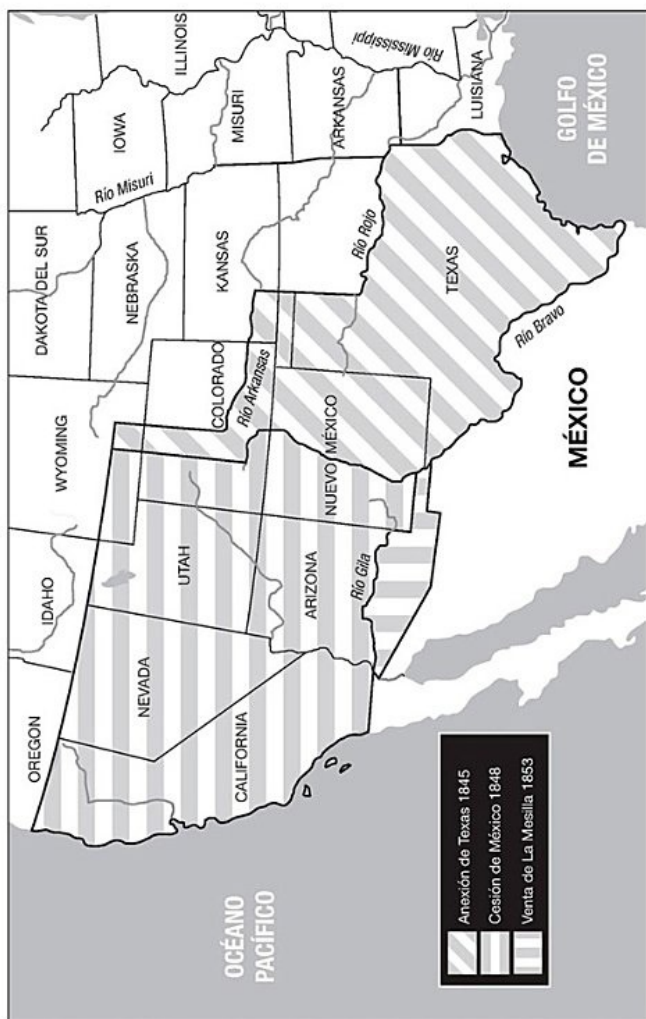 OREGON
IDAHO
WYOMING
DAKOTA DEL SUR
NEBRASKA
IOWA
ILLINOIS
Río Misuri
NEVADA
UTAH
COLORADO
KANSAS
MISURI
Río Arkansas
CALIFORNIA
ARIZONA
NUEVO MÉXICO
ARKANSAS
Río Misissippi
Río Gila
Río Rojo
TEXAS
LUISIANA
Río Bravo
OCÉANO
PACÍFICO
MÉXICO
GOLFO
DE MÉXICO
Anexión de Texas 1845
Cesión de México 1848
Venta de La Mesilla 1853